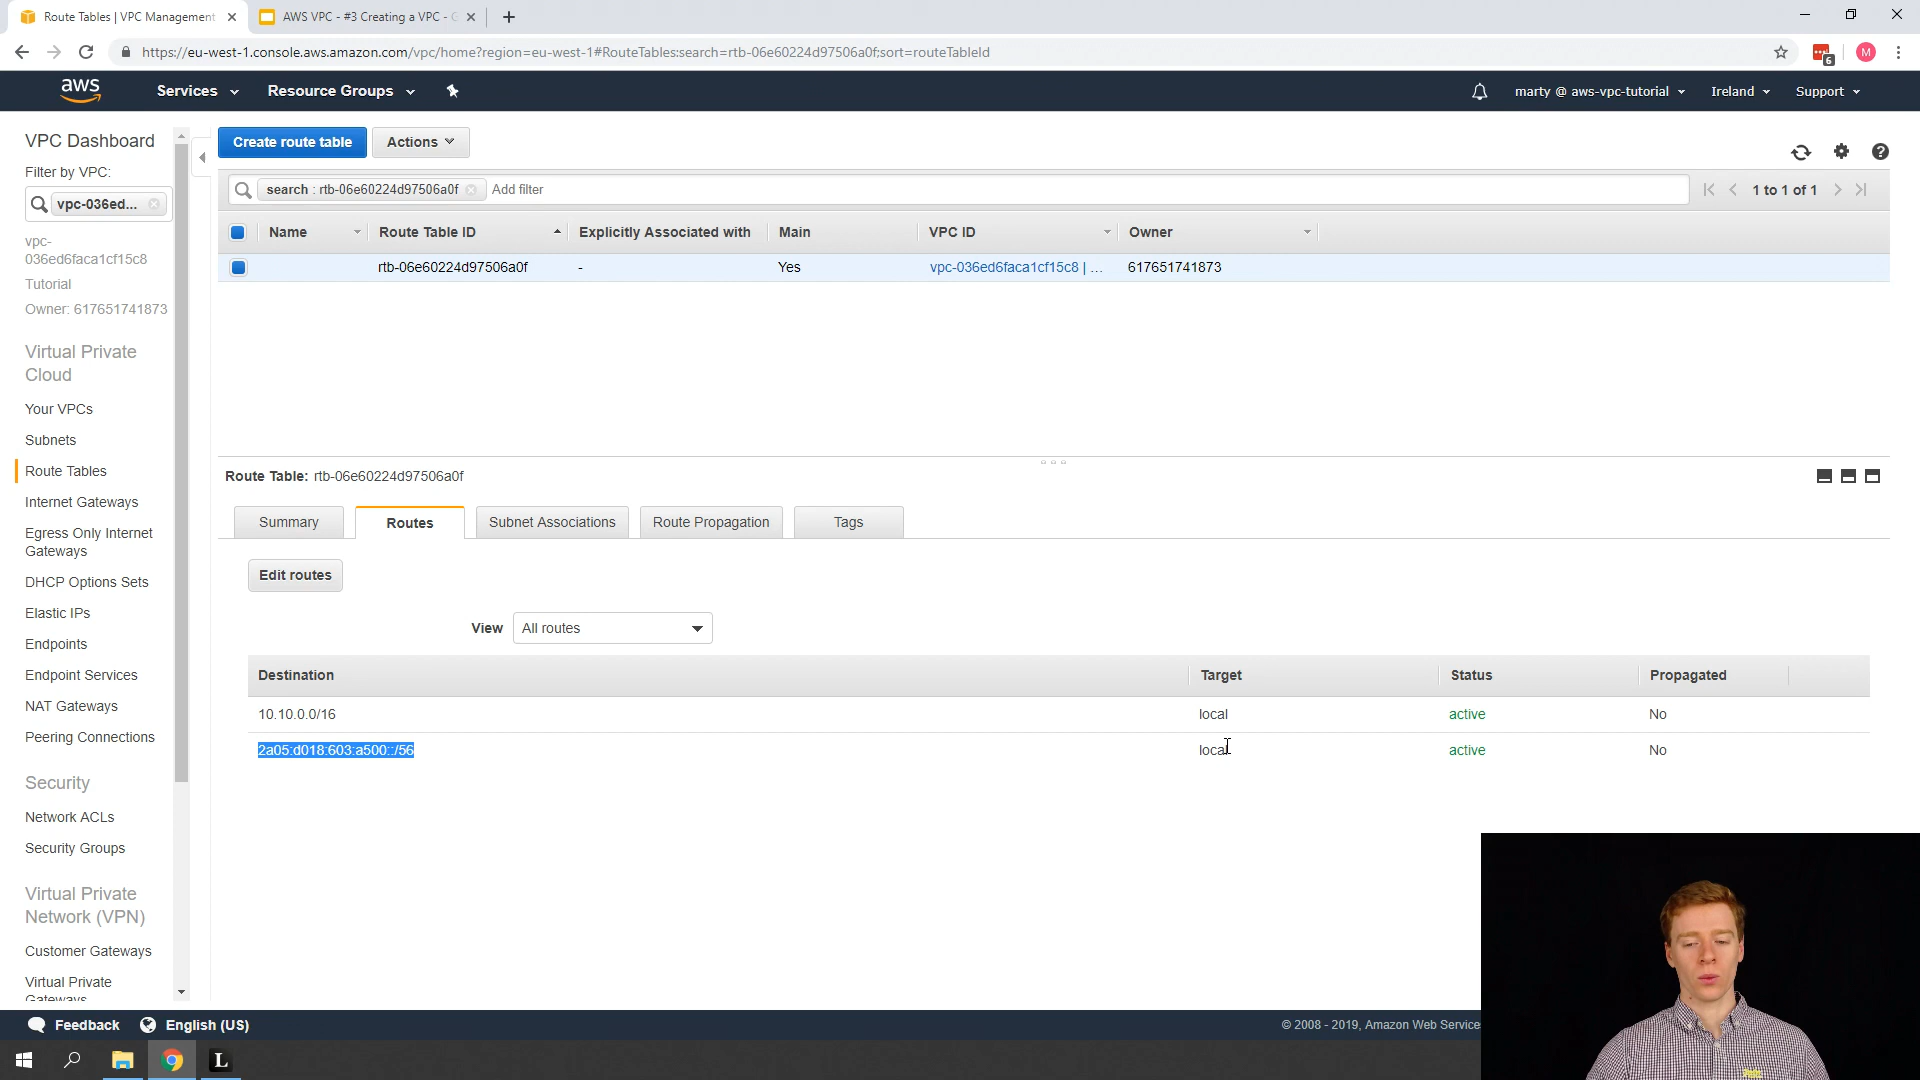 Route Tables | VPC Management
AWS VPC - #3 Creating a VPC - G
https://eu-west-1.console.aws.amazon.com/vpc/home?region=eu-west-1#RouteTables:search=rtb-06e60224d97506a0f;sort=routeTableId
6
M
aws
Services
Resource Groups
marty @ aws-vpc-tutorial
Ireland
Support
VPC Dashboard
Filter by VPC:
vpc-036ed...
vpc-
036ed6faca1cf15c8
Tutorial
Owner: 617651741873
Virtual Private
Cloud
Your VPCs
Subnets
Route Tables
Internet Gateways
Egress Only Internet
Gateways
DHCP Options Sets
Elastic IPs
Endpoints
Endpoint Services
NAT Gateways
Peering Connections
Security
Network ACLs
Security Groups
Virtual Private
Network (VPN)
Customer Gateways
Virtual Private
Gateways
Create route table
Actions
search : rtb-06e60224d97506a0f
Add filter
1 to 1 of 1
Name
Route Table ID
Explicitly Associated with
Main
VPC ID
Owner
rtb-06e60224d97506a0f
-
Yes
vpc-036ed6faca1cf15c8 | ...
617651741873
Route Table: rtb-06e60224d97506a0f
Summary
Routes
Subnet Associations
Route Propagation
Tags
Edit routes
View
All routes
Destination
Target
Status
Propagated
10.10.0.0/16
local
active
No
2a05:d018:603:a500::/56
local
active
No
Feedback
English (US)
© 2008 - 2019, Amazon Web Service
L